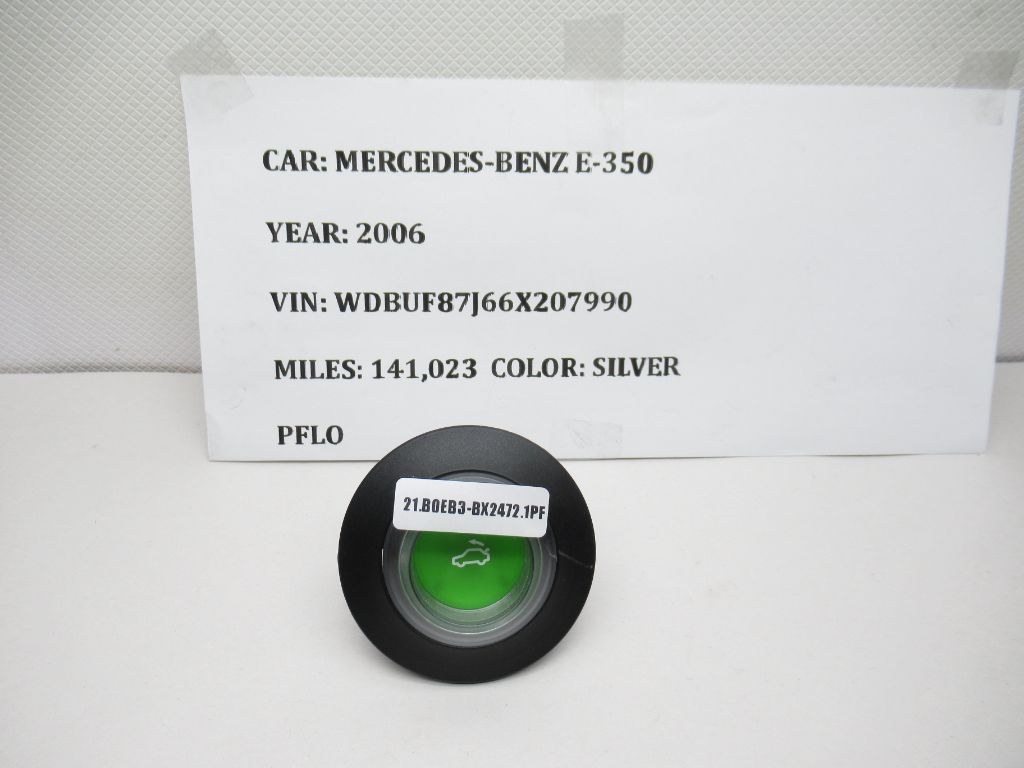 CAR: MERCEDES-BENZ E-350
YEAR: 2006
VIN: WDBUF87J66X207990
MILES: 141,023 COLOR: SILVER
PFLO
21.B0EB3-BX2472.1PF